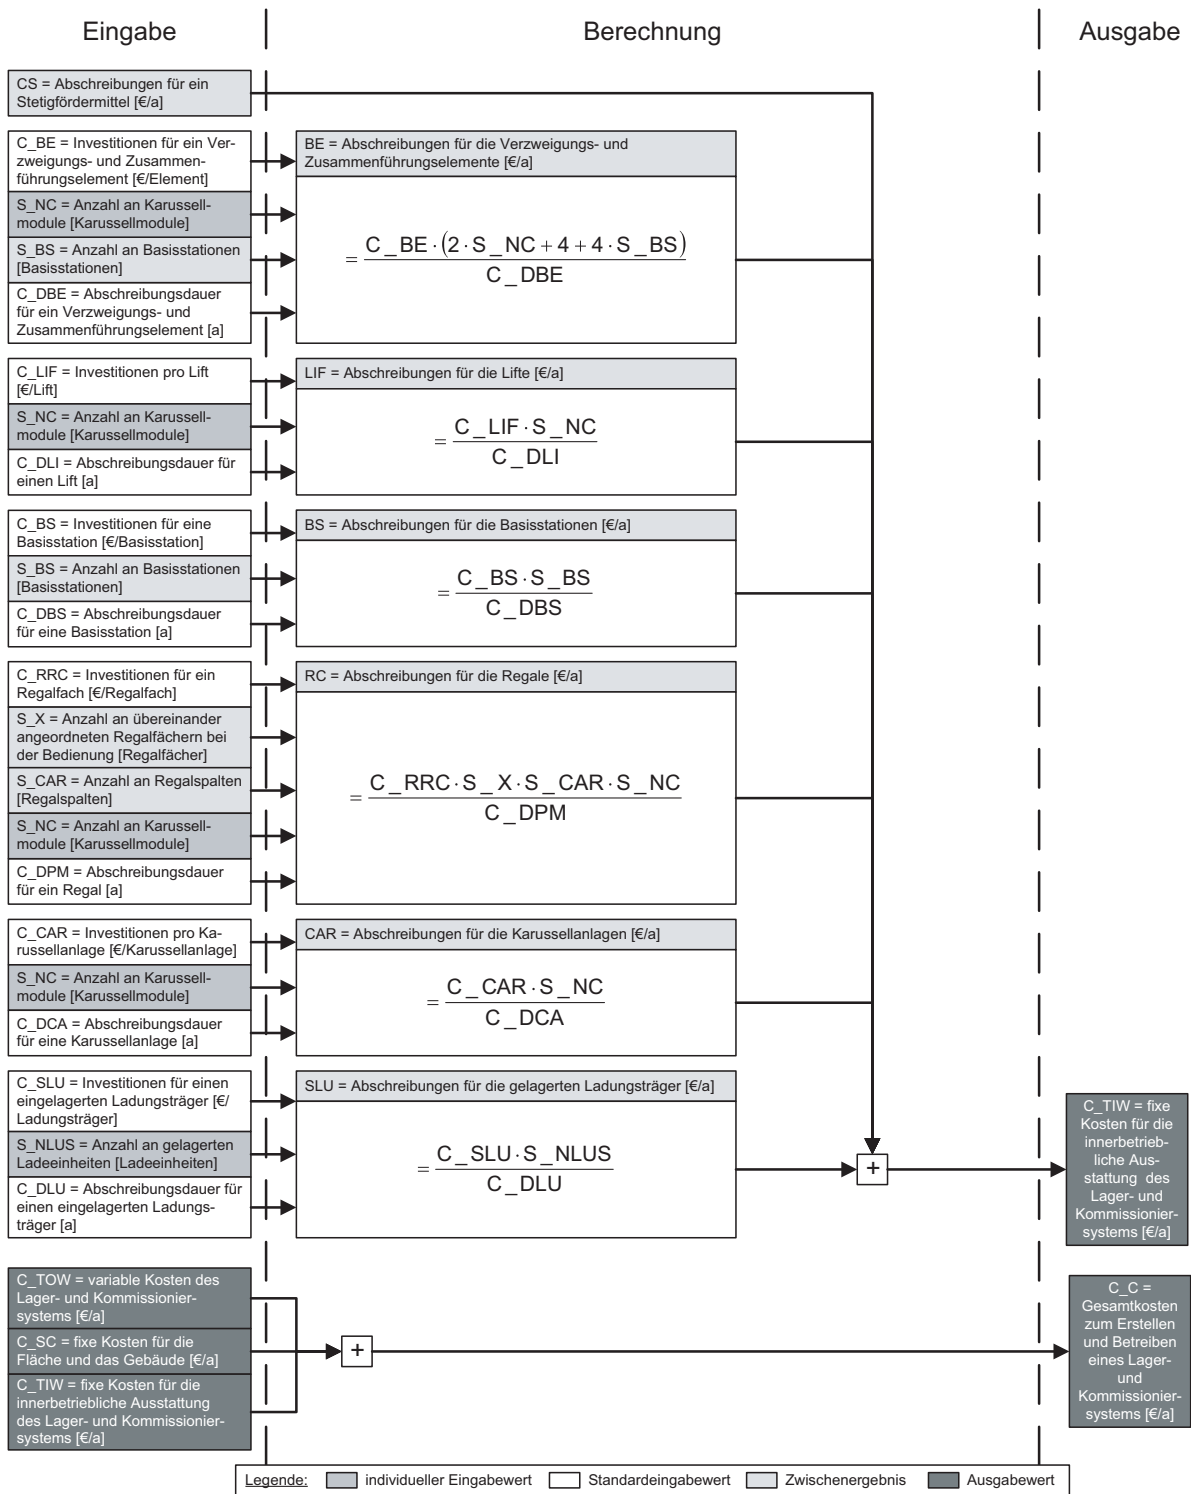 Eingabe
Berechnung
Ausgabe
CS = Abschreibungen für ein
Stetigfördermittel [€/a]
C_BE = Investitionen für ein Ver-
zweigungs- und Zusammen-
führungselement [€/Element]
S_NC = Anzahl an Karussell-
module [Karussellmodule]
S_BS = Anzahl an Basisstationen
[Basisstationen]
C_DBE = Abschreibungsdauer
für ein Verzweigungs- und
Zusammenführungselement [a]
BE = Abschreibungen für die Verzweigungs- und
Zusammenführungselemente [€/a]
= C_BE · (2 · S_NC + 4 + 4 · S_BS)
C_DBE
C_LIF = Investitionen pro Lift
[€/Lift]
S_NC = Anzahl an Karussell-
module [Karussellmodule]
C_DLI = Abschreibungsdauer für
einen Lift [a]
LIF = Abschreibungen für die Lifte [€/a]
= C_LIF · S_NC
C_DLI
C_BS = Investitionen für eine
Basisstation [€/Basisstation]
S_BS = Anzahl an Basisstationen
[Basisstationen]
C_DBS = Abschreibungsdauer
für eine Basisstation [a]
BS = Abschreibungen für die Basisstationen [€/a]
= C_BS · S_BS
C_DBS
C_RRC = Investitionen für ein
Regalfach [€/Regalfach]
S_X = Anzahl an übereinander
angeordneten Regalfächern bei
der Bedienung [Regalfächer]
S_CAR = Anzahl an Regalspalten
[Regalspalten]
S_NC = Anzahl an Karussell-
module [Karussellmodule]
C_DPM = Abschreibungsdauer
für ein Regal [a]
RC = Abschreibungen für die Regale [€/a]
= C_RRC · S_X · S_CAR · S_NC
C_DPM
C_CAR = Investitionen pro Ka-
russellanlage [€/Karussellanlage]
S_NC = Anzahl an Karussell-
module [Karussellmodule]
C_DCA = Abschreibungsdauer
für eine Karussellanlage [a]
CAR = Abschreibungen für die Karussellanlagen [€/a]
= C_CAR · S_NC
C_DCA
C_SLU = Investitionen für einen
eingelagerten Ladungsträger [€/
Ladungsträger]
S_NLUS = Anzahl an gelagerten
Ladeeinheiten [Ladeeinheiten]
C_DLU = Abschreibungsdauer für
einen eingelagerten Ladungs-
träger [a]
SLU = Abschreibungen für die gelagerten Ladungsträger [€/a]
= C_SLU · S_NLUS
C_DLU
+
C_TIW = fixe
Kosten für die
innerbetrieb-
liche Aus-
stattung des
Lager- und
Kommissionier-
systems [€/a]
C_TOW = variable Kosten des
Lager- und Kommissionier-
systems [€/a]
C_SC = fixe Kosten für die
Fläche und das Gebäude [€/a]
C_TIW = fixe Kosten für die
innerbetriebliche Ausstattung
des Lager- und Kommissionier-
systems [€/a]
+
C_C =
Gesamtkosten
zum Erstellen
und Betreiben
eines Lager-
und
Kommissionier-
systems [€/a]
Legende: individueller Eingabewert Standardeingabewert Zwischenergebnis Ausgabewert